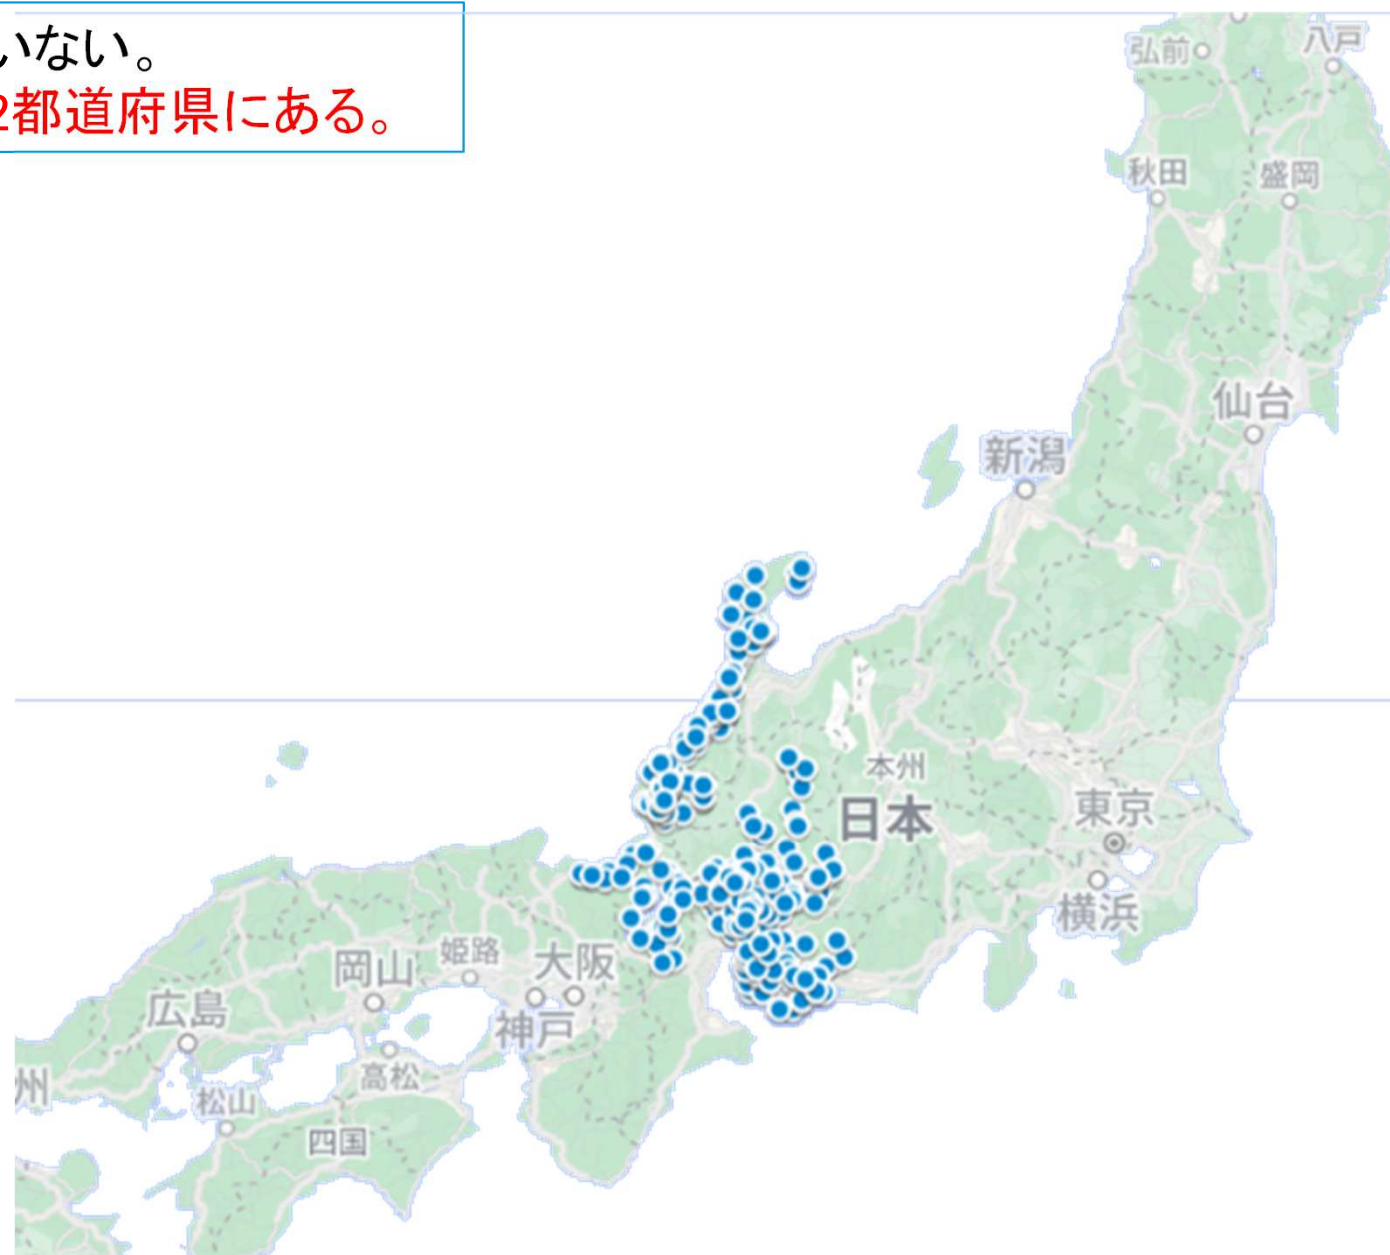 いない。
2都道府県にある。
弘前
八戸
秋田
盛岡
仙台
新潟
本州
日本
東京
横浜
姫路
大阪
岡山
神戸
広島
高松
州
松山
四国